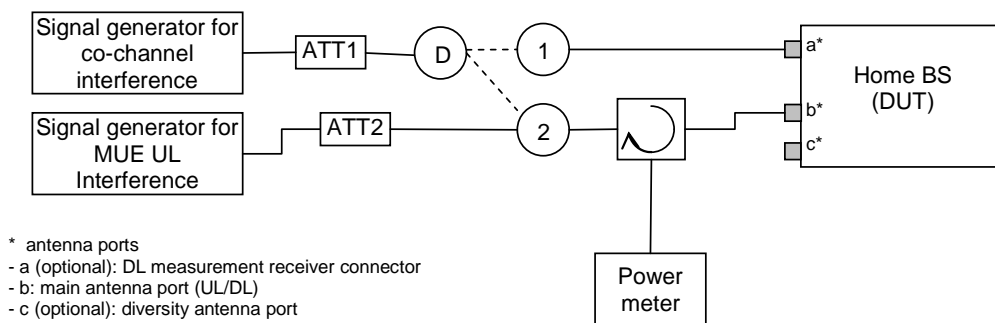 Signal generator for
co-channel
interference
ATT1
D
1
a*
Home BS
(DUT)
Signal generator for
MUE UL
Interference
ATT2
2
b*
c*
Power
meter
* antenna ports
- a (optional): DL measurement receiver connector
- b: main antenna port (UL/DL)
- c (optional): diversity antenna port